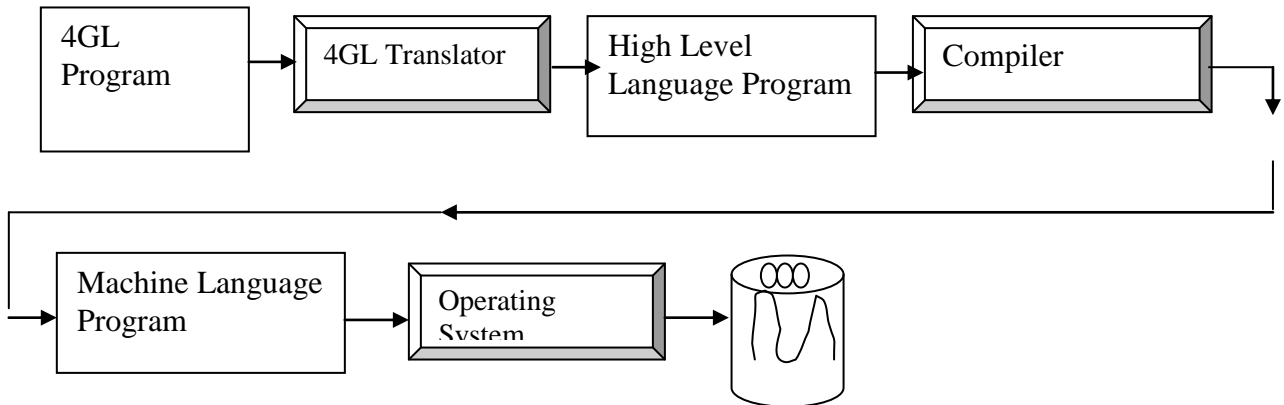 4GL
Program
4GL Translator
High Level
Language Program
Compiler
Machine Language
Program
Operating
System